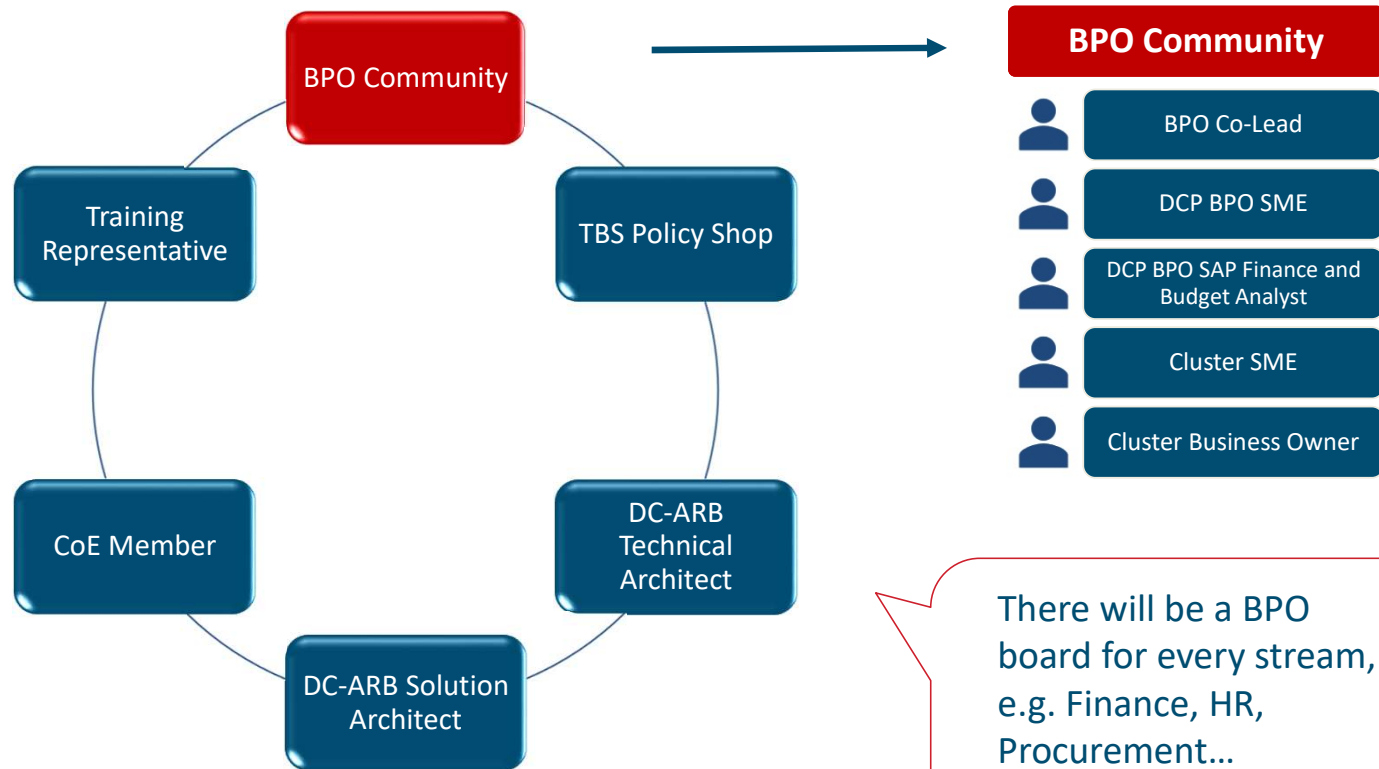 BPO Community
TBS Policy Shop
DC-ARB
Technical
Architect
DC-ARB Solution
Architect
CoE Member
Training
Representative
BPO Community
BPO Co-Lead
DCP BPO SME
DCP BPO SAP Finance and
Budget Analyst
Cluster SME
Cluster Business Owner
There will be a BPO
board for every stream,
e.g. Finance, HR,
Procurement…